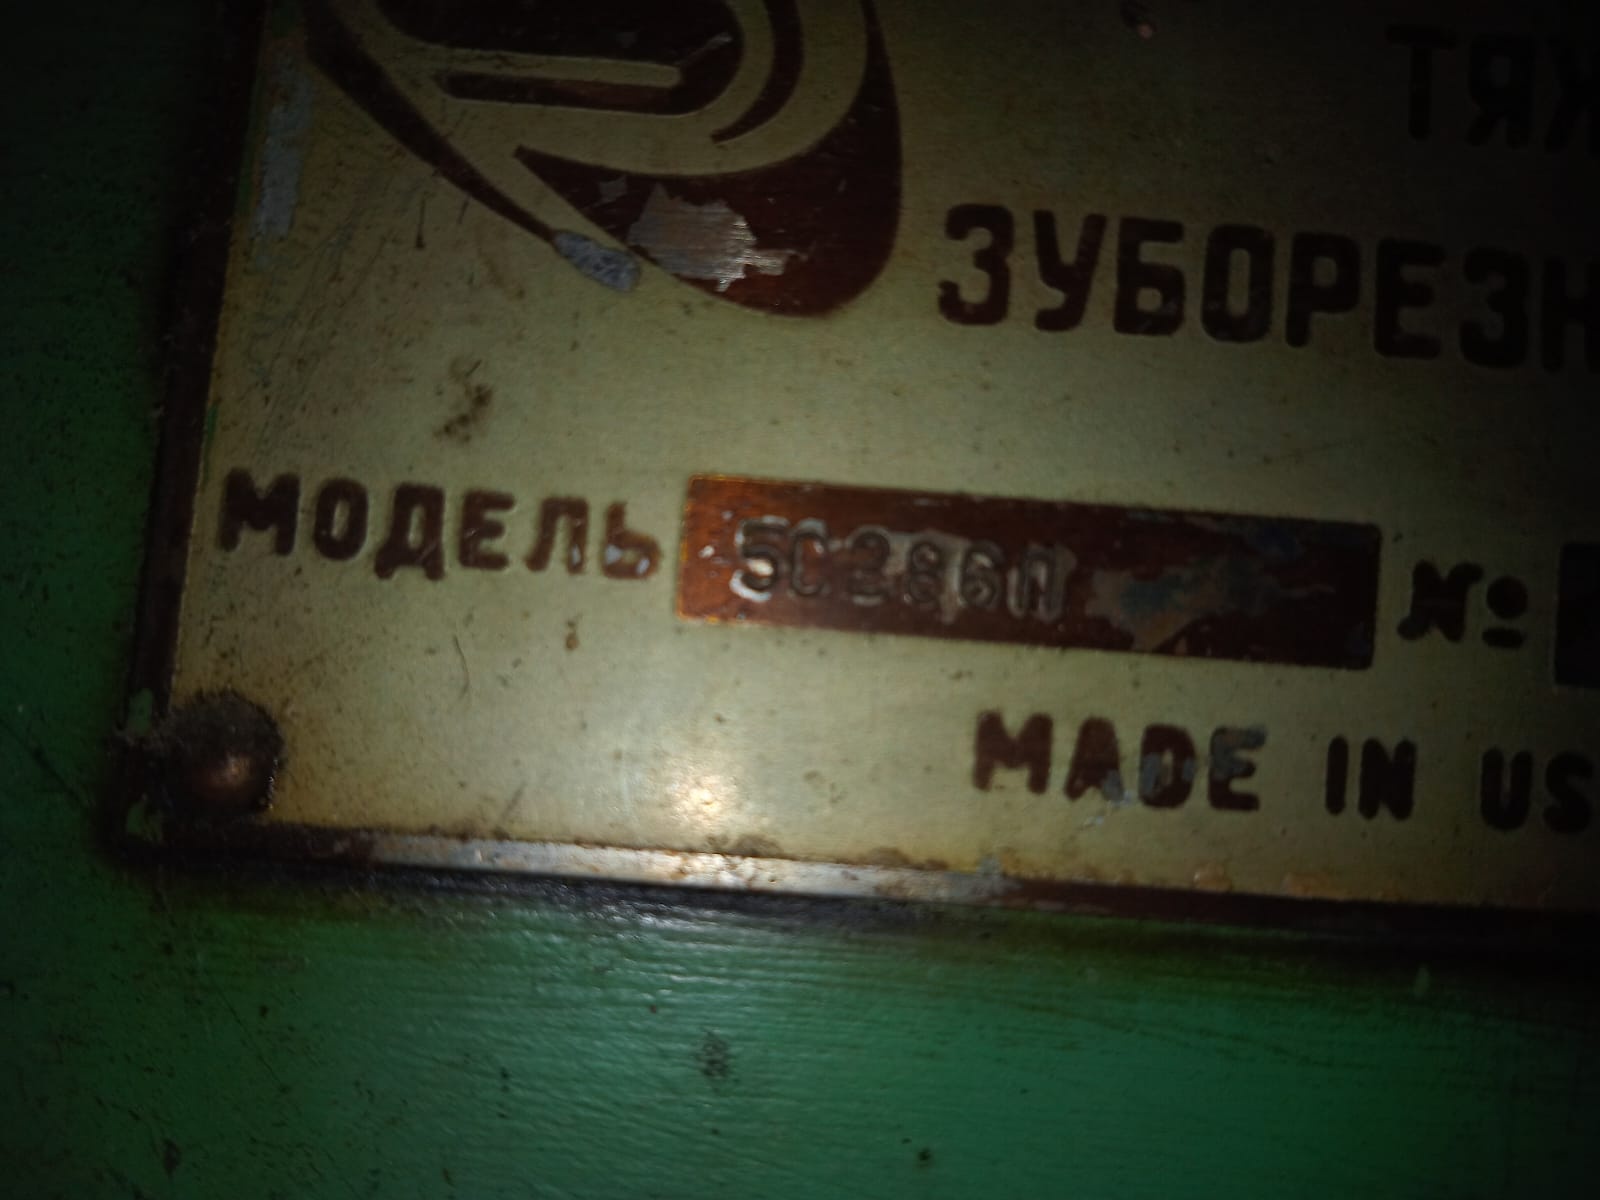 ТЯЖ
ЗУБОРЕЗН
МОДЕЛЬ 5С286П №
MADE IN US